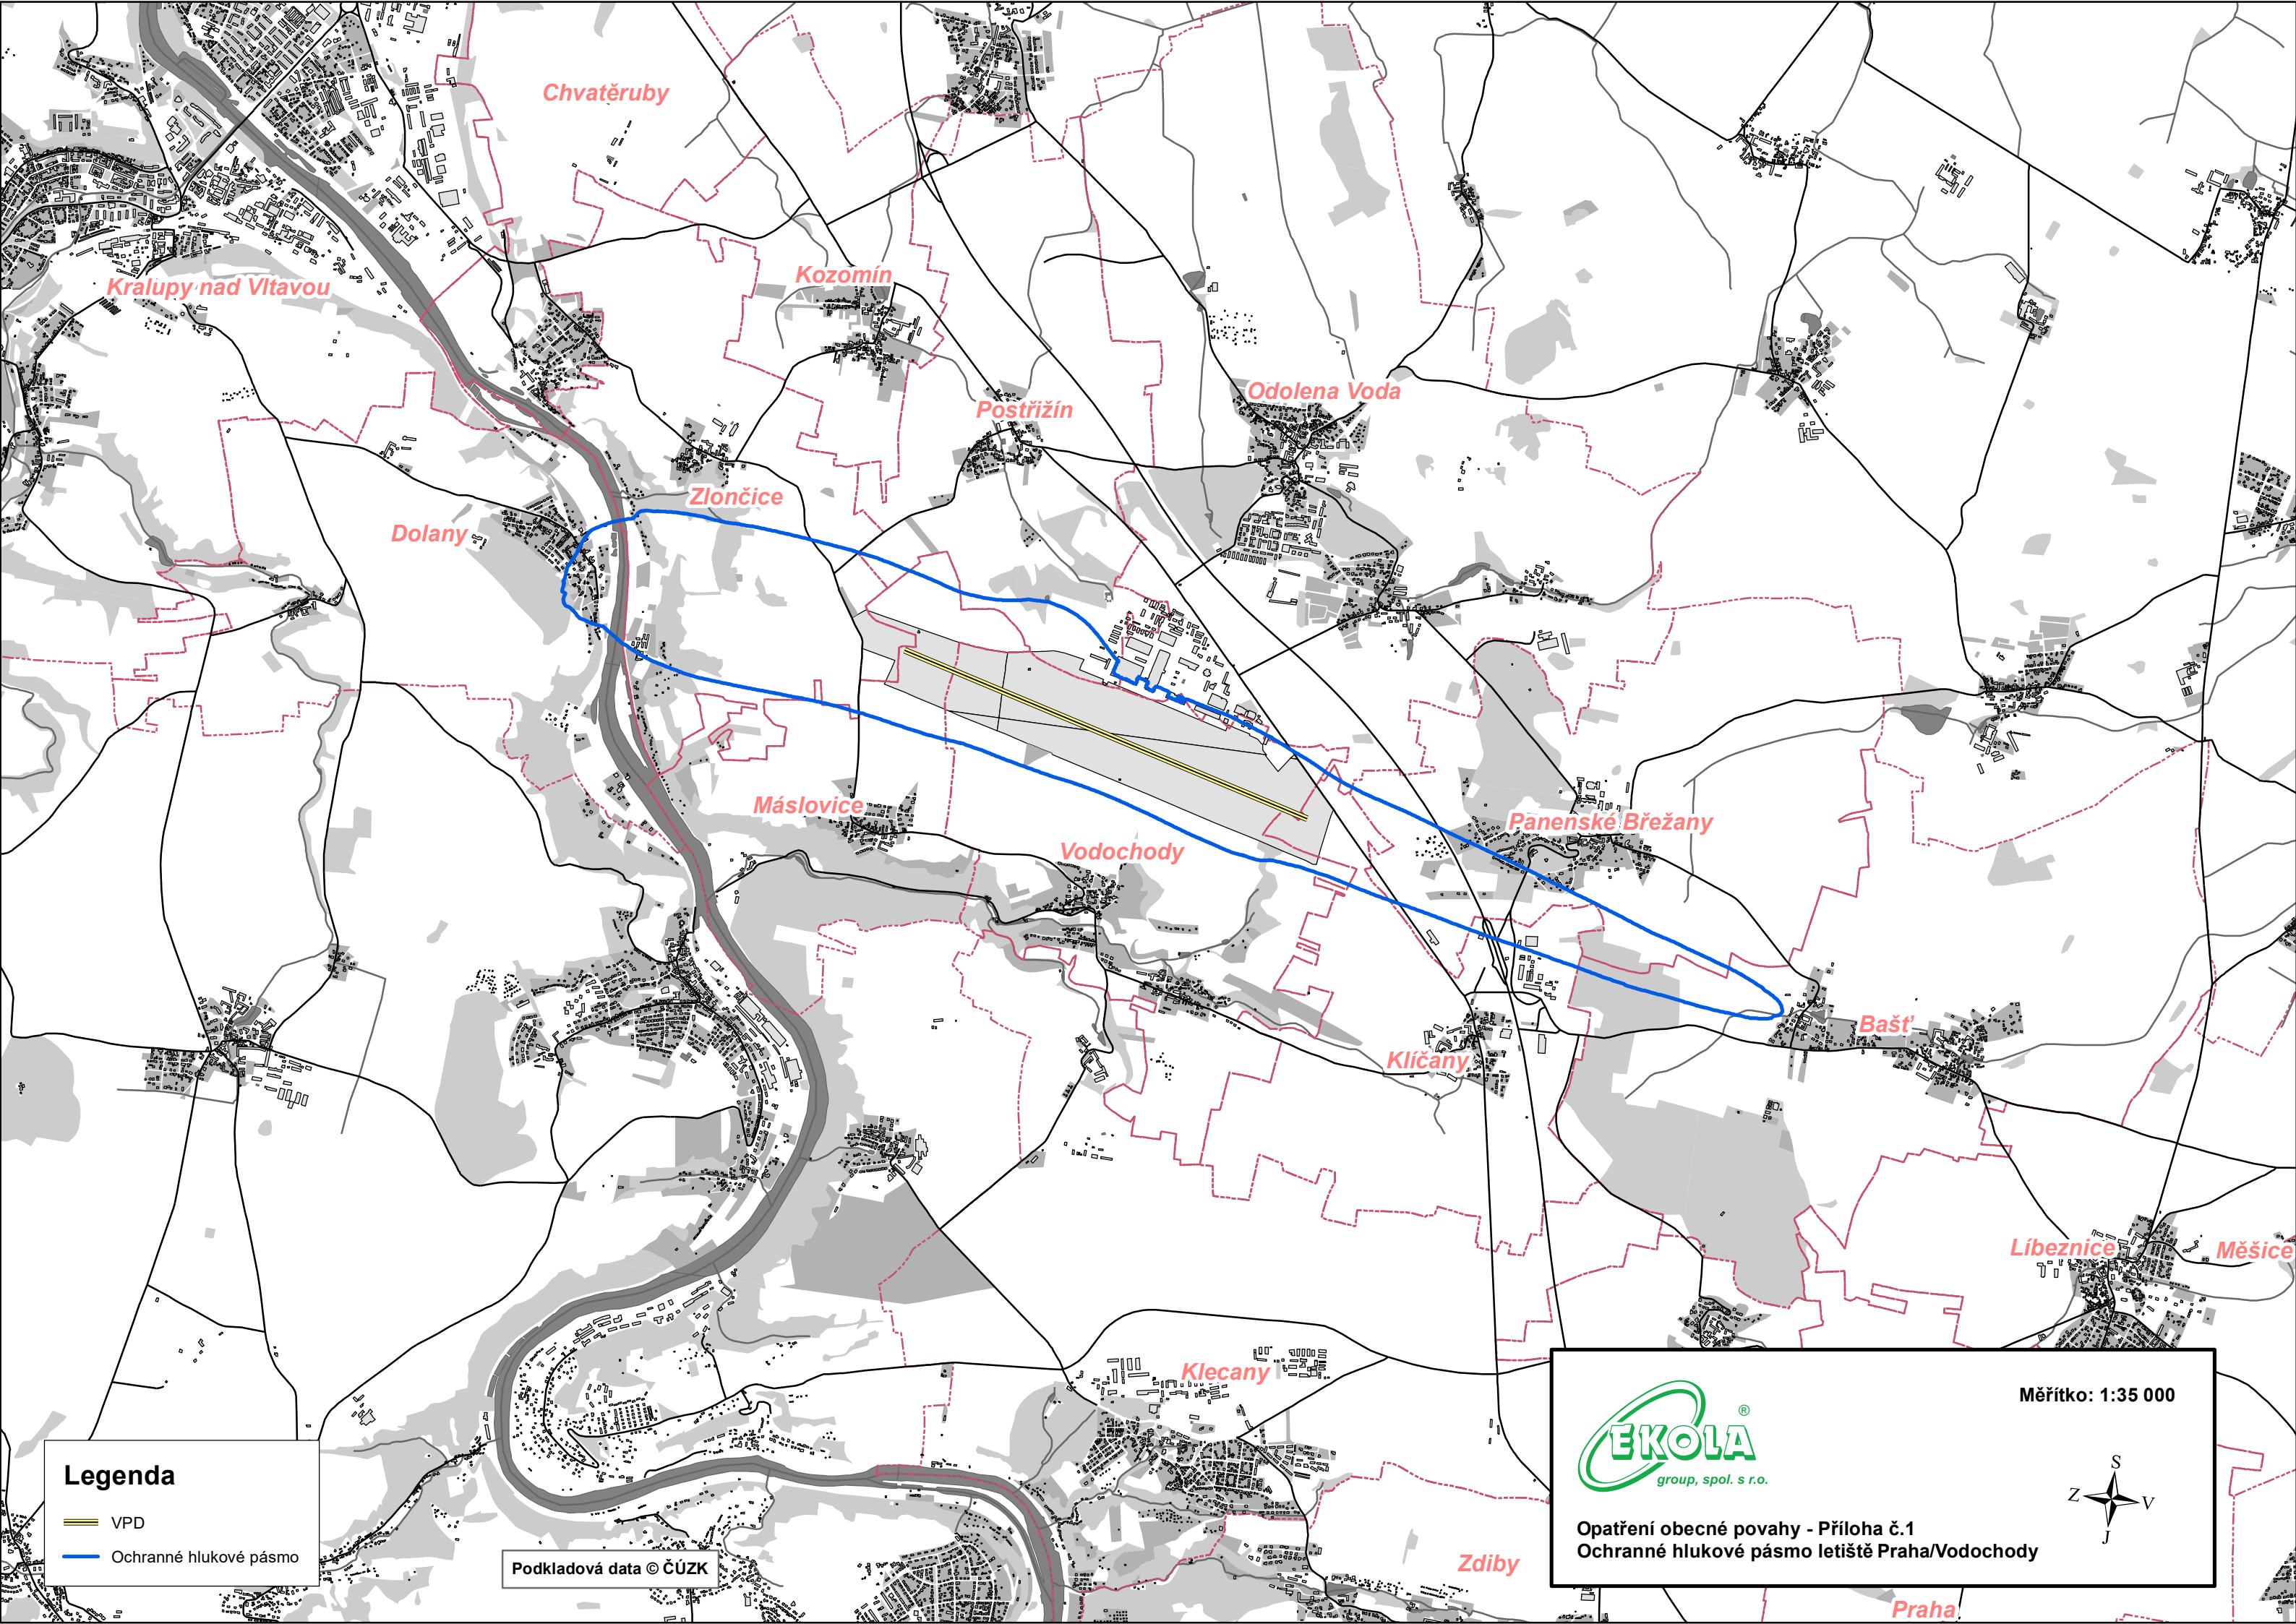 Chvatěruby
Kozomín
Kralupy nad Vltavou
Odolena Voda
Postřižín
Zlončice
Dolany
Máslovice
Panenské Břežany
Vodochody
Bašť
Klíčany
Líbeznice
Měšice
Klecany
Zdiby
Praha
Legenda
VPD
Ochranné hlukové pásmo
Podkladová data © ČÚZK
Měřítko: 1:35 000
EKOLA ®
group, spol. s r.o.
S
Z V
J
Opatření obecné povahy - Příloha č.1
Ochranné hlukové pásmo letiště Praha/Vodochody